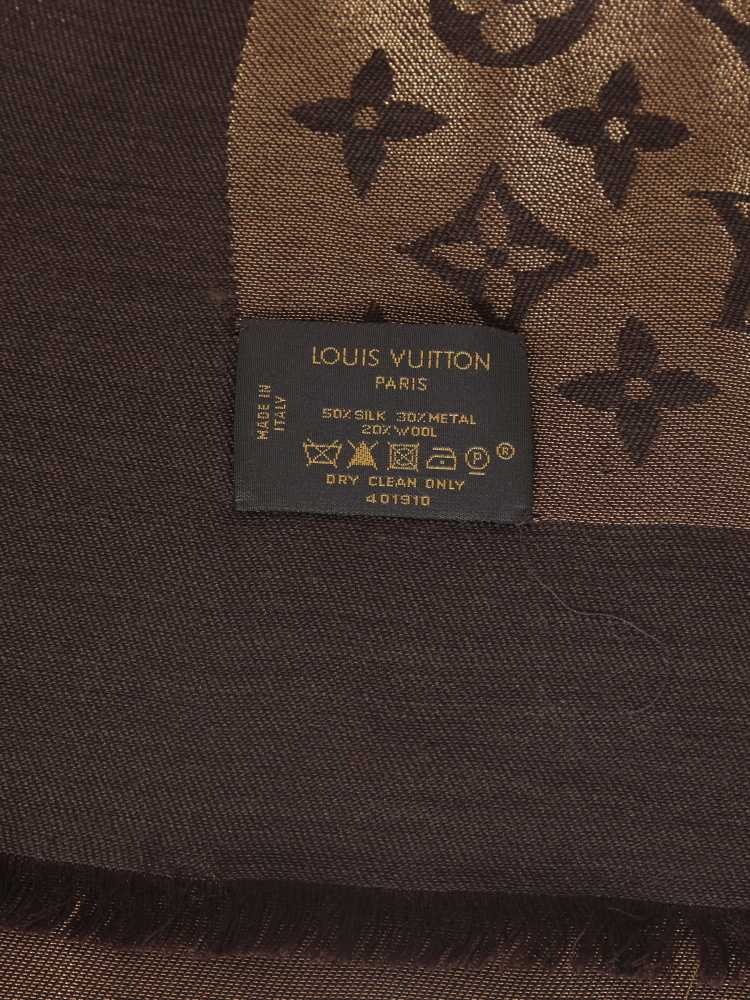 LOUIS VUITTON
PARIS
MADE IN
ITALY
50% SILK 30% METAL
20% WOOL
P ®
DRY CLEAN ONLY
401910